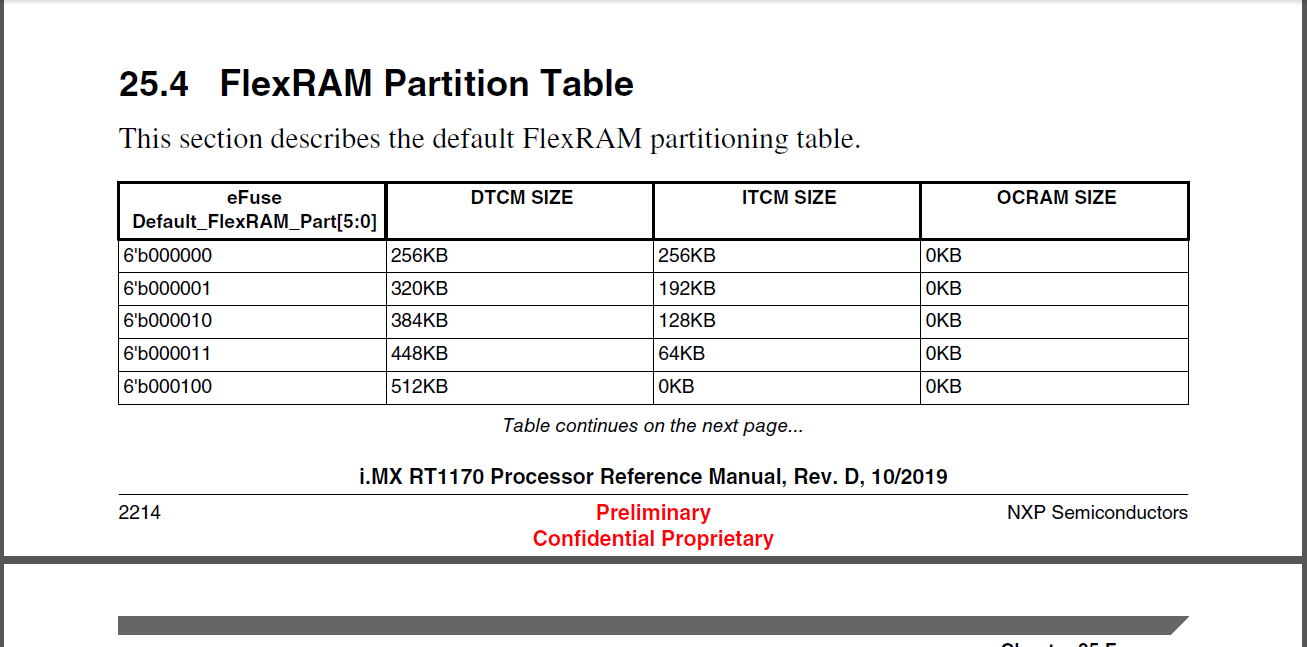 25.4 FlexRAM Partition Table
This section describes the default FlexRAM partitioning table.
eFuse Default_FlexRAM_Part[5:0] DTCM SIZE ITCM SIZE OCRAM SIZE
6'b000000 256KB 256KB 0KB
6'b000001 320KB 192KB 0KB
6'b000010 384KB 128KB 0KB
6'b000011 448KB 64KB 0KB
6'b000100 512KB 0KB 0KB
Table continues on the next page...
i.MX RT1170 Processor Reference Manual, Rev. D, 10/2019
2214 Preliminary NXP Semiconductors
Confidential Proprietary